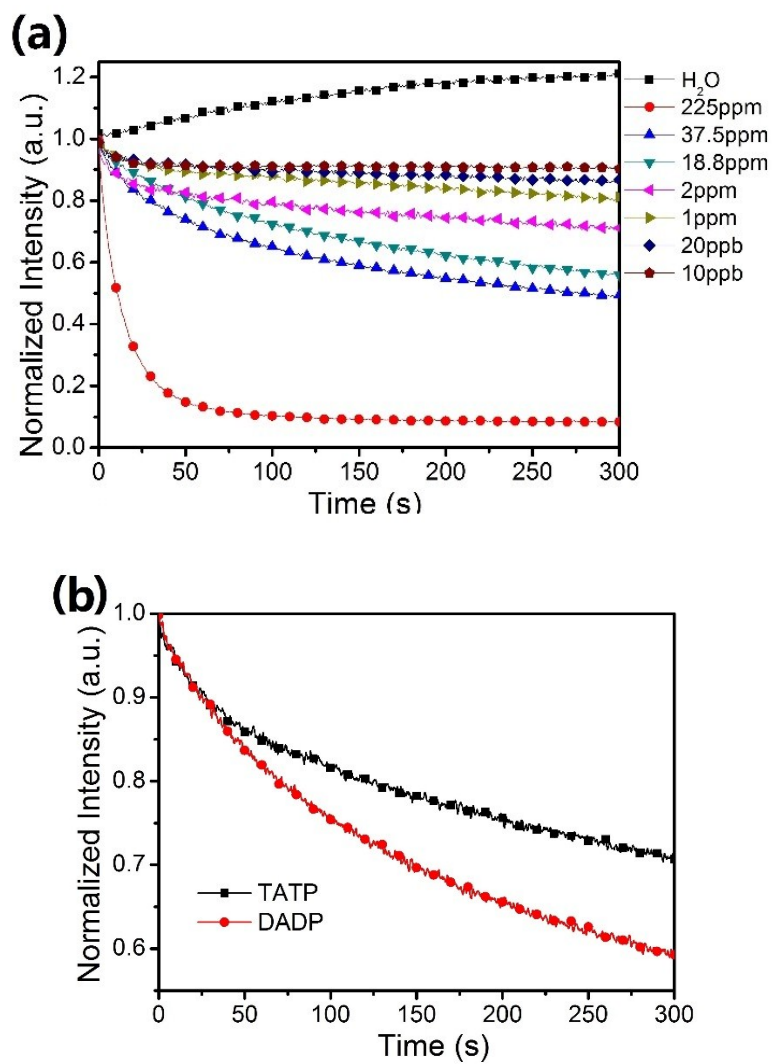 (a)
Normalized Intensity (a.u.)
1.2
1.0
0.8
0.6
0.4
0.2
0.0
0 50 100 150 200 250 300
Time (s)
H₂O
225ppm
37.5ppm
18.8ppm
2ppm
1ppm
20ppb
10ppb
(b)
Normalized Intensity (a.u.)
1.0
0.9
0.8
0.7
0.6
TATP
DADP
0 50 100 150 200 250 300
Time (s)